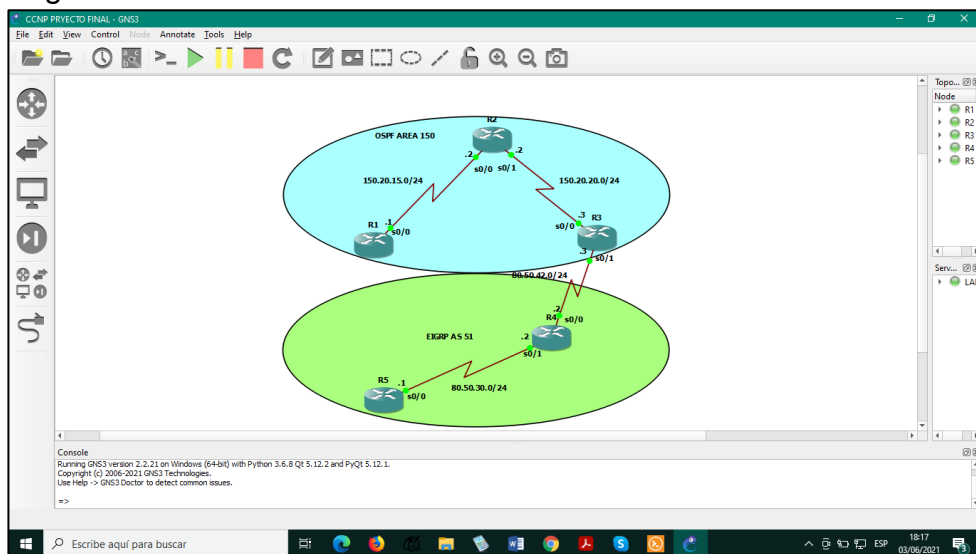 CCNP PRYECTO FINAL - GNS3
File Edit View Control Node Annotate Tools Help
Topo...
Node
R1
R2
R3
R4
R5
R2
OSPF AREA 150
.2
.2
s0/0 s0/1
150.20.15.0/24
150.20.20.0/24
.3
R1
.1
s0/0
s0/0
R3
.3
s0/1
80.50.42.0/24
.2
R4
s0/0
EIGRP AS 51
.2
s0/1
R5
.1
s0/0
80.50.30.0/24
Serv...
Console
Running GNS3 version 2.2.21 on Windows (64-bit) with Python 3.6.8 Qt 5.12.2 and PyQt 5.12.1.
Copyright (c) 2006-2021 GNS3 Technologies.
Use Help -> GNS3 Doctor to detect common issues.
=>
Escribe aquí para buscar
ESP
18:17
03/06/2021